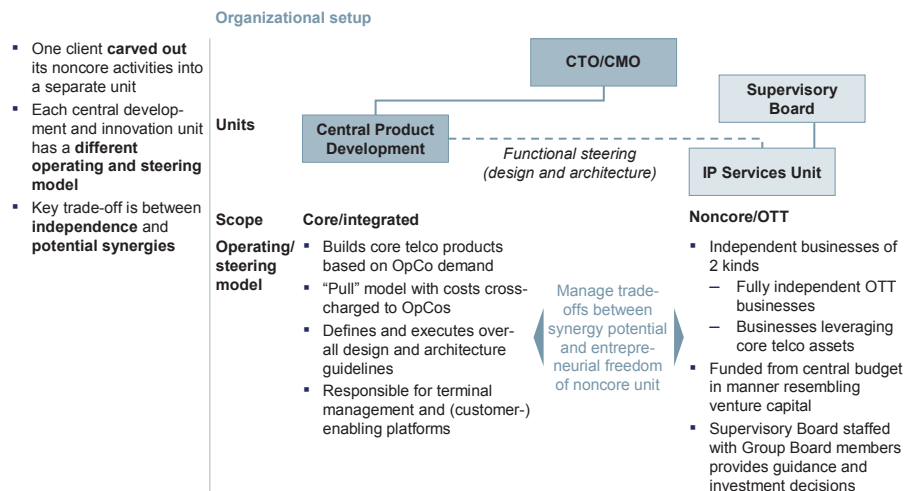 Organizational setup
▪ One client carved out
its noncore activities into
a separate unit
▪ Each central develop-
ment and innovation unit
has a different
operating and steering
model
▪ Key trade-off is between
independence and
potential synergies
Units
CTO/CMO
Central Product
Development
Functional steering
(design and architecture)
Supervisory
Board
IP Services Unit
Scope
Core/integrated
Noncore/OTT
Operating/
steering
model
▪ Builds core telco products
based on OpCo demand
▪ “Pull” model with costs cross-
charged to OpCos
▪ Defines and executes over-
all design and architecture
guidelines
▪ Responsible for terminal
management and (customer-)
enabling platforms
Manage trade-
offs between
synergy potential
and entrepre-
neurial freedom
of noncore unit
▪ Independent businesses of
2 kinds
– Fully independent OTT
businesses
– Businesses leveraging
core telco assets
▪ Funded from central budget
in manner resembling
venture capital
▪ Supervisory Board staffed
with Group Board members
provides guidance and
investment decisions